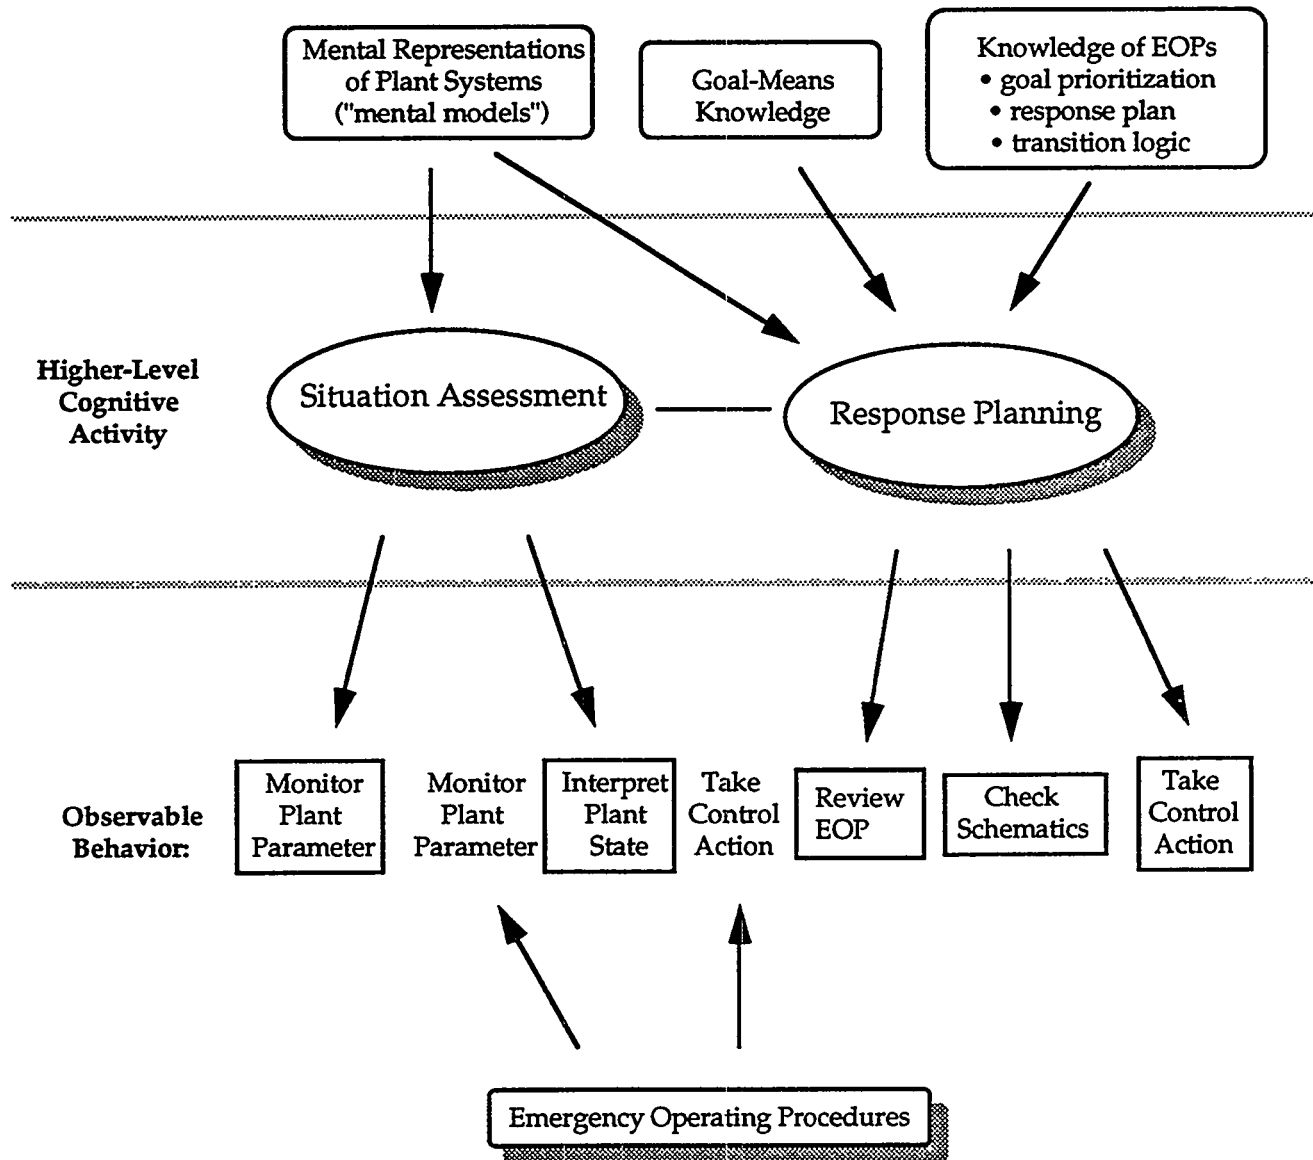 Mental Representations
of Plant Systems
("mental models")
Goal-Means
Knowledge
Knowledge of EOPs
• goal prioritization
• response plan
• transition logic
Higher-Level
Cognitive
Activity
Situation Assessment
Response Planning
Observable
Behavior:
Monitor
Plant
Parameter
Monitor
Plant
Parameter
Interpret
Plant
State
Take
Control
Action
Review
EOP
Check
Schematics
Take
Control
Action
Emergency Operating Procedures